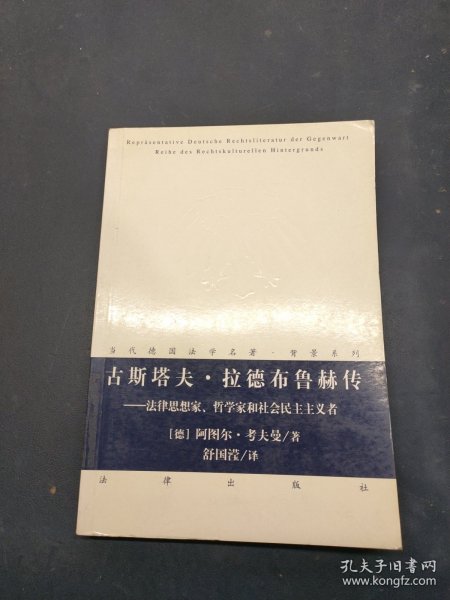 Repräsentative Deutsche Rechtsliteratur der Gegenwart
Reihe des Rechtskulturellen Hintergrunds
当代德国法学名著·背景系列
古斯塔夫·拉德布鲁赫传
——法律思想家、哲学家和社会民主主义者
［德］阿图尔·考夫曼/著
舒国滢/译
法律出版社
孔夫子旧书网
www.kongfz.com